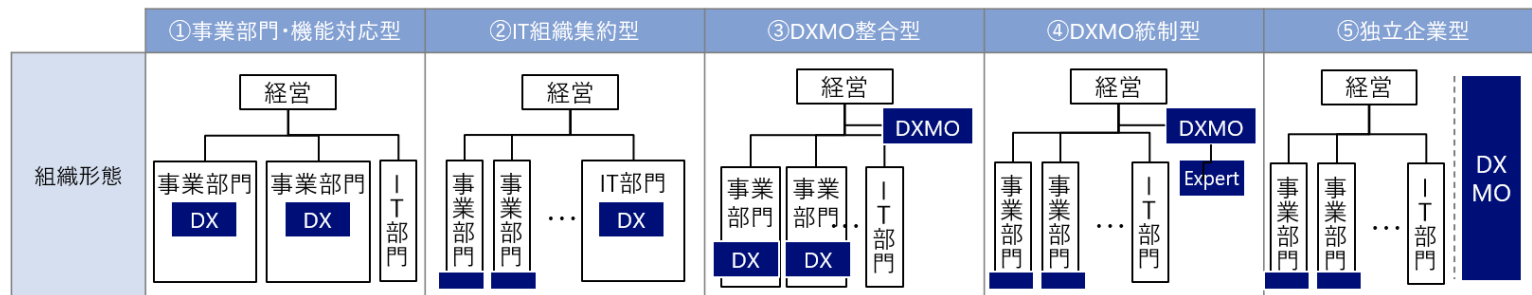 ①事業部門・機能対応型
②IT組織集約型
③DXMO整合型
④DXMO統制型
⑤独立企業型
組織形態
経営
事業部門
DX
事業部門
DX
IT部門
経営
事業部門
事業部門
…
IT部門
DX
経営
DXMO
事業
部門
DX
事業
部門
DX
…
IT部門
経営
DXMO
Expert
事業部門
事業部門
…
IT部門
経営
事業部門
事業部門
…
IT部門
DX
MO